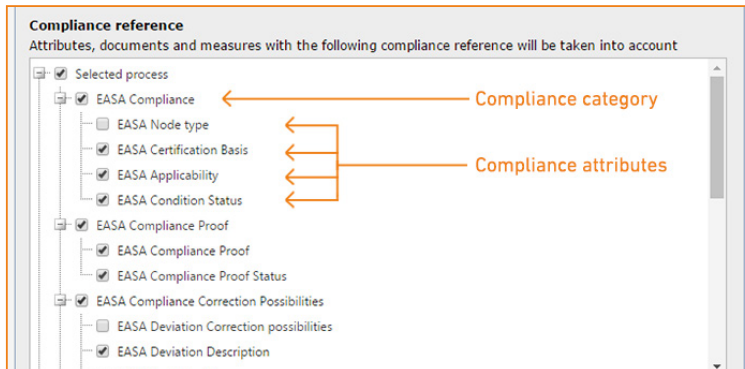 Compliance reference
Attributes, documents and measures with the following compliance reference will be taken into account
Selected process
EASA Compliance
Compliance category
EASA Node type
EASA Certification Basis
Compliance attributes
EASA Applicability
EASA Condition Status
EASA Compliance Proof
EASA Compliance Proof
EASA Compliance Proof Status
EASA Compliance Correction Possibilities
EASA Deviation Correction possibilities
EASA Deviation Description